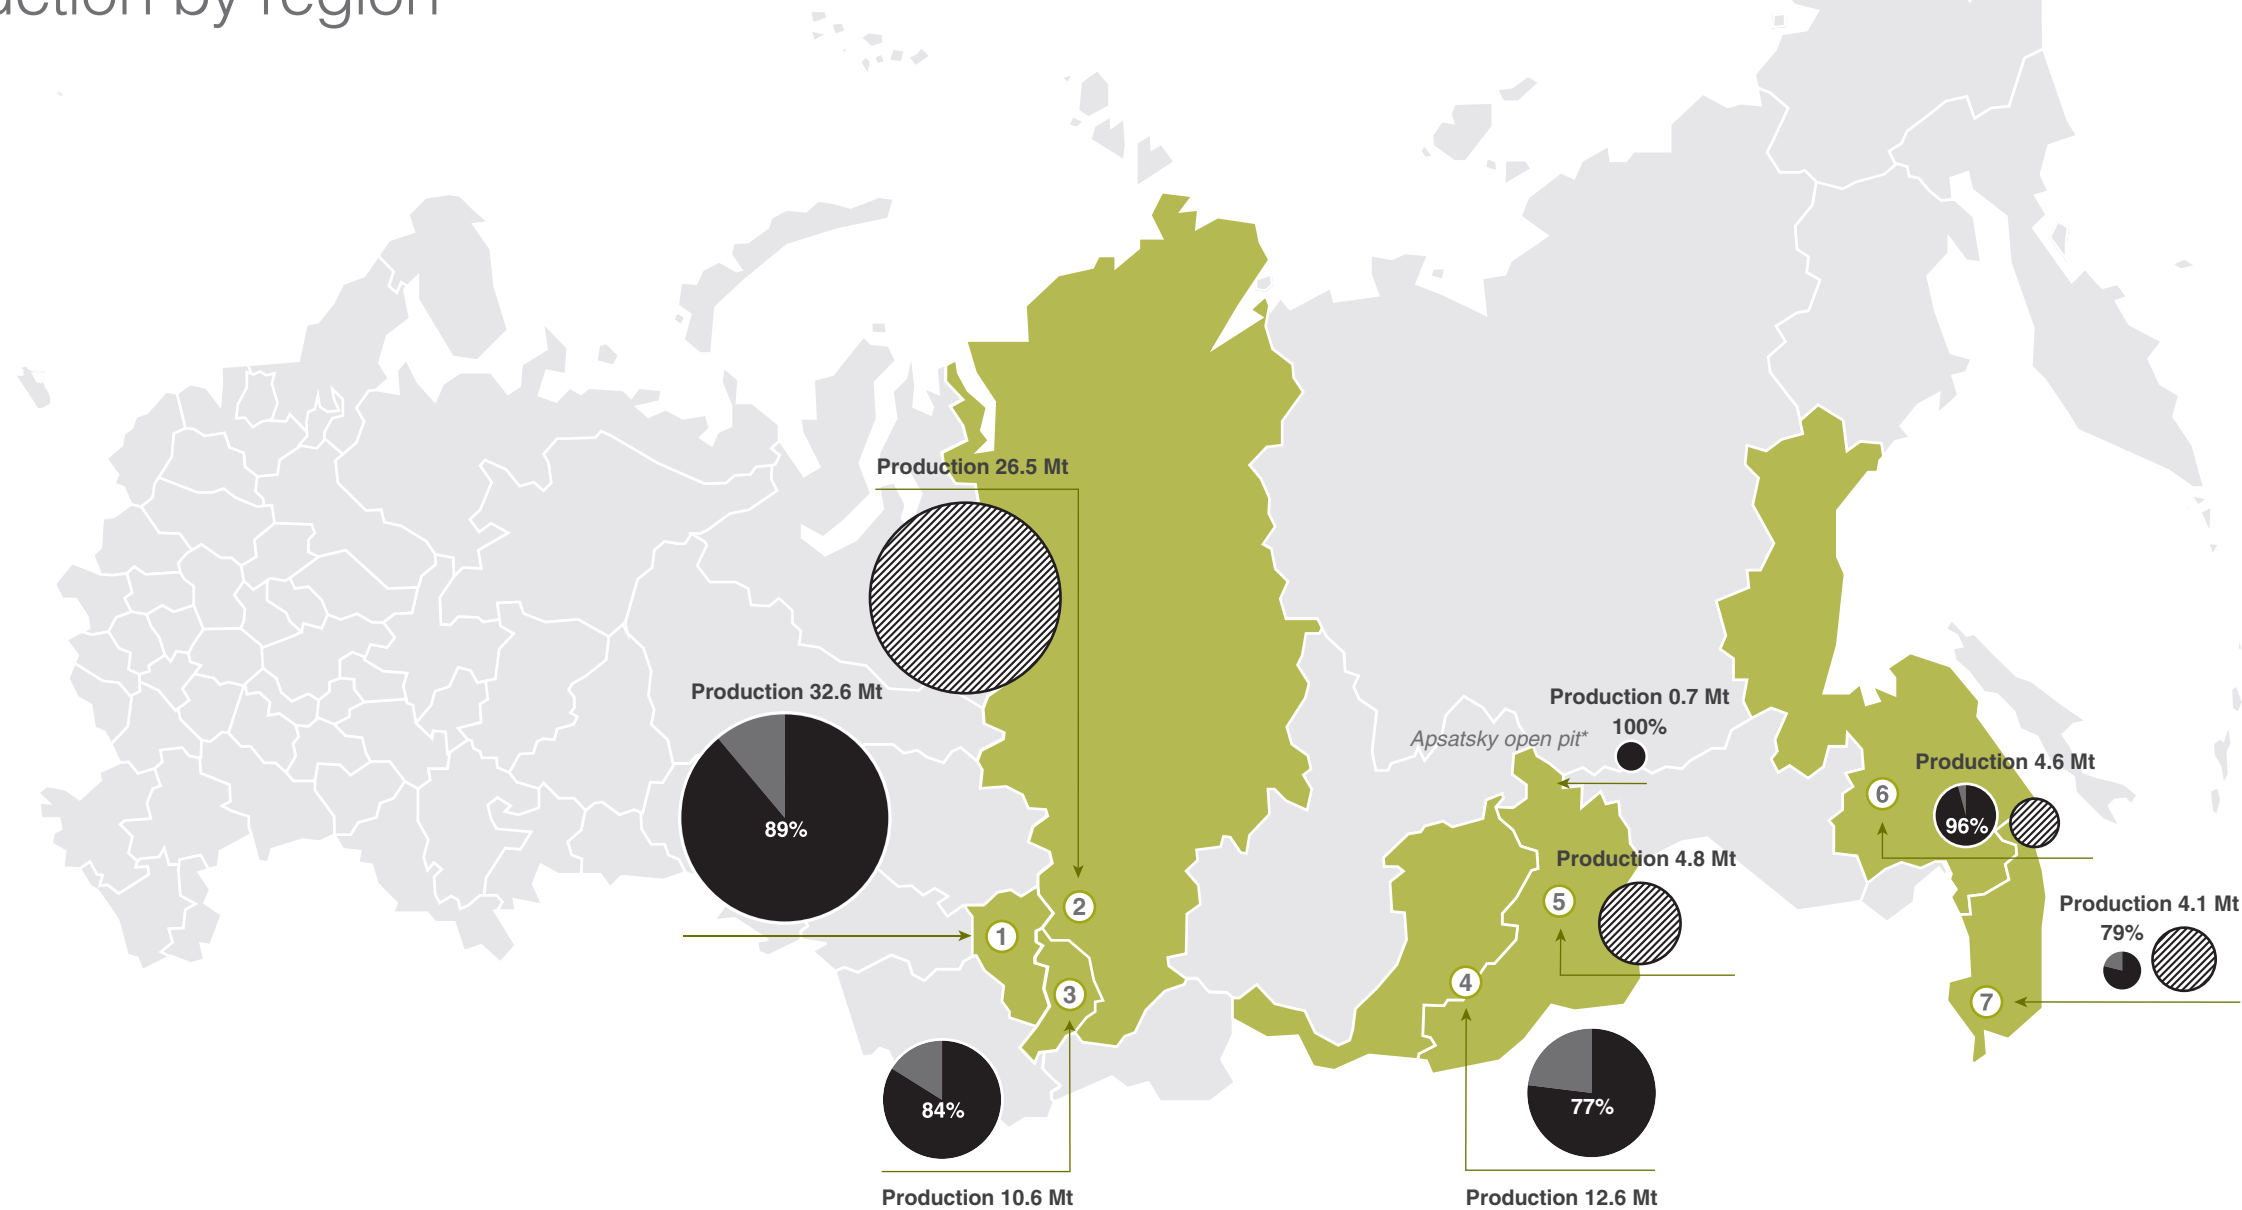 by region
Production 26.5 Mt
Production 32.6 Mt
89%
Production 0.7 Mt
100%
Apsatsky open pit*
Production 4.6 Mt
6
96%
Production 4.8 Mt
5
2
1
Production 4.1 Mt
79%
7
4
3
84%
77%
Production 10.6 Mt
Production 12.6 Mt